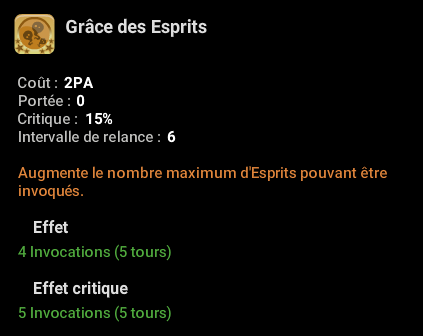 Grâce des Esprits
Coût : 2PA
Portée : 0
Critique : 15%
Intervalle de relance : 6
Augmente le nombre maximum d'Esprits pouvant être
invoqués.
Effet
4 Invocations (5 tours)
Effet critique
5 Invocations (5 tours)